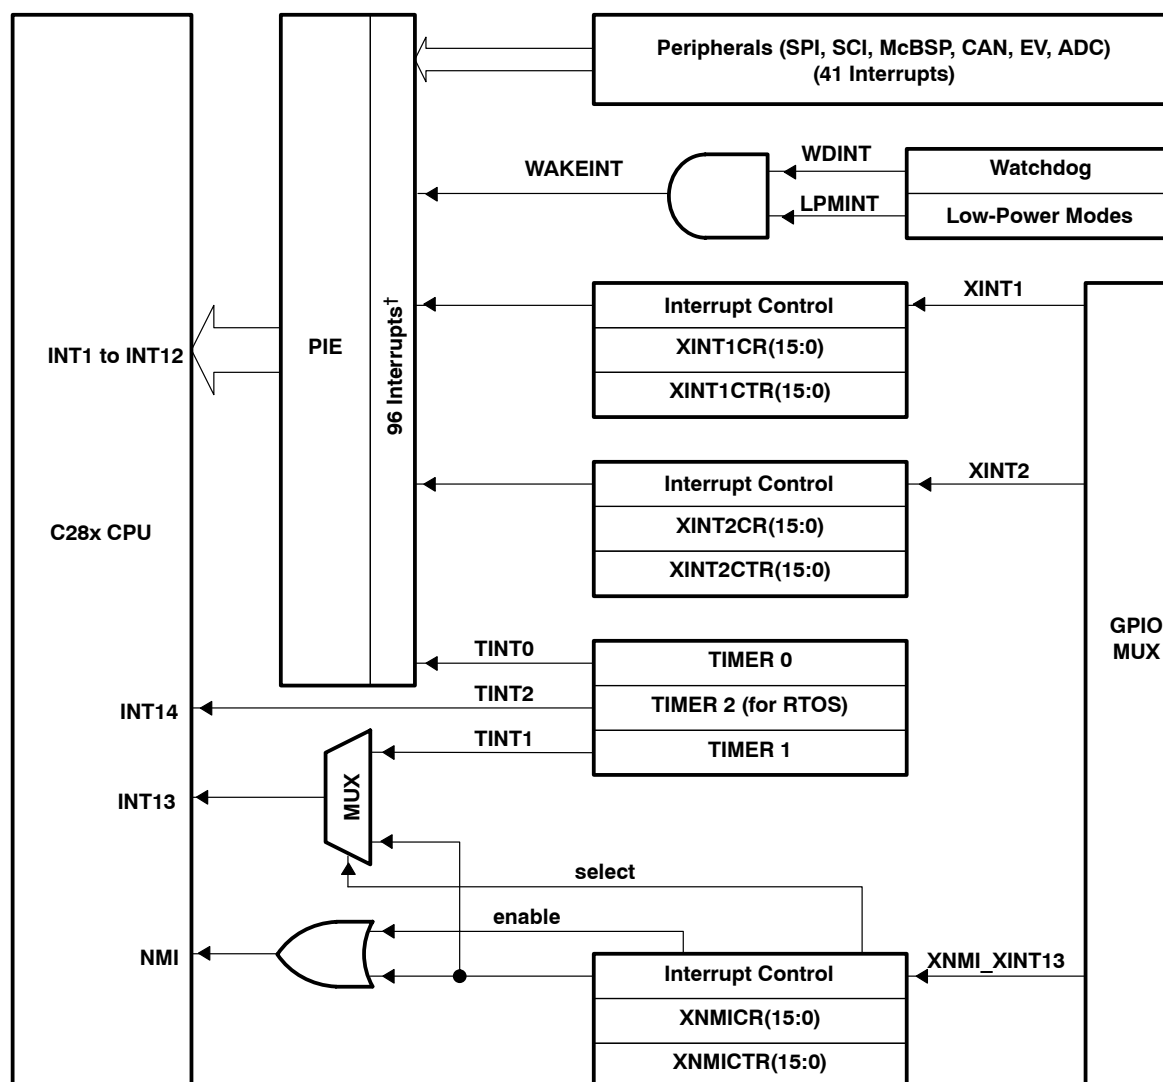 Peripherals (SPI, SCI, McBSP, CAN, EV, ADC)
(41 Interrupts)
WDINT
Watchdog
WAKEINT
LPMINT
Low-Power Modes
XINT1
Interrupt Control
XINT1CR(15:0)
XINT1CTR(15:0)
INT1 to INT12
PIE
96 Interrupts†
XINT2
Interrupt Control
XINT2CR(15:0)
XINT2CTR(15:0)
C28x CPU
GPIO
MUX
TINT0
TIMER 0
TINT2
TIMER 2 (for RTOS)
INT14
TINT1
TIMER 1
INT13
MUX
select
enable
NMI
XNMI_XINT13
Interrupt Control
XNMICR(15:0)
XNMICTR(15:0)